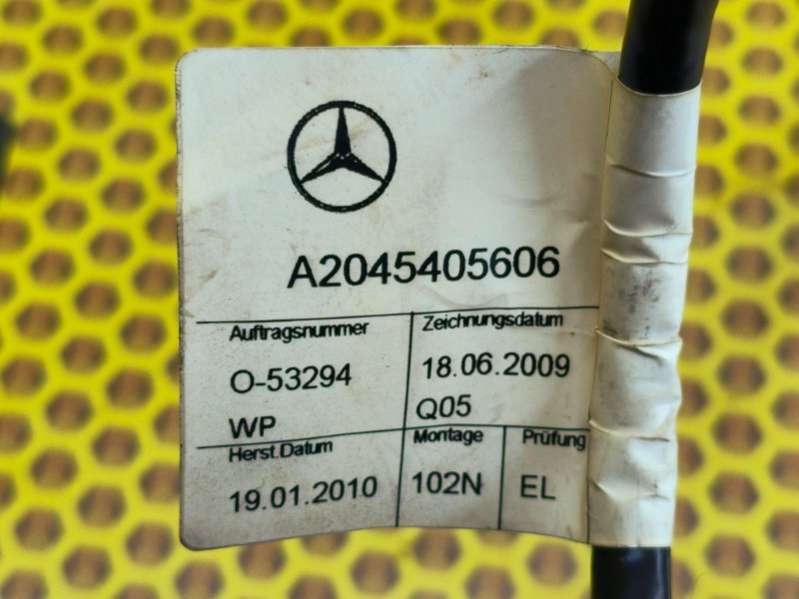 A2045405606
Auftragsnummer Zeichnungsdatum
O-53294 18.06.2009
WP Q05
Herst.Datum Montage Prüfung
19.01.2010 102N EL